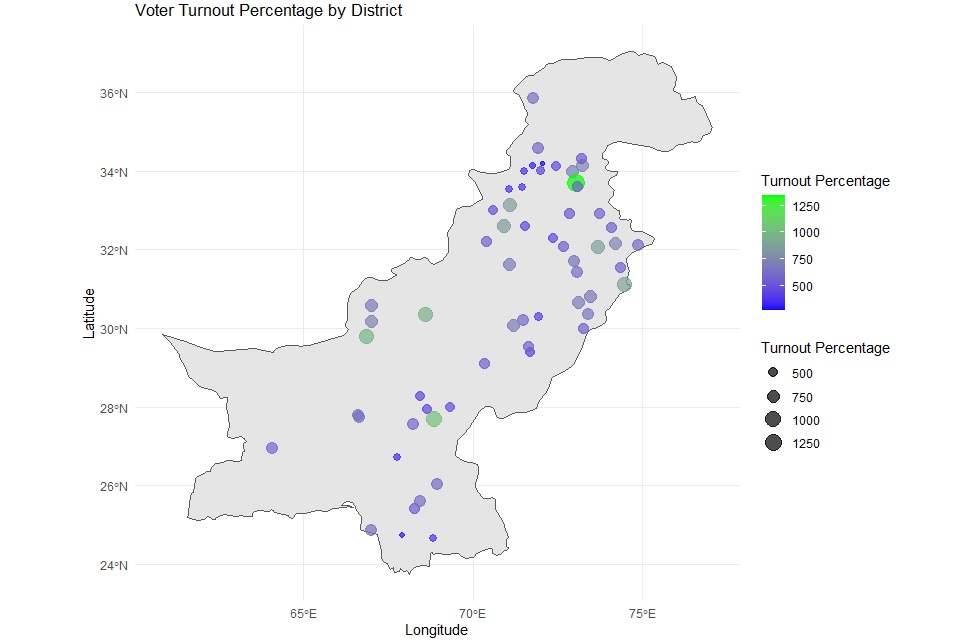 Voter Turnout Percentage by District
36°N
34°N
32°N
30°N
28°N
26°N
24°N
Latitude
65°E
70°E
75°E
Longitude
Turnout Percentage
1250
1000
750
500
Turnout Percentage
500
750
1000
1250